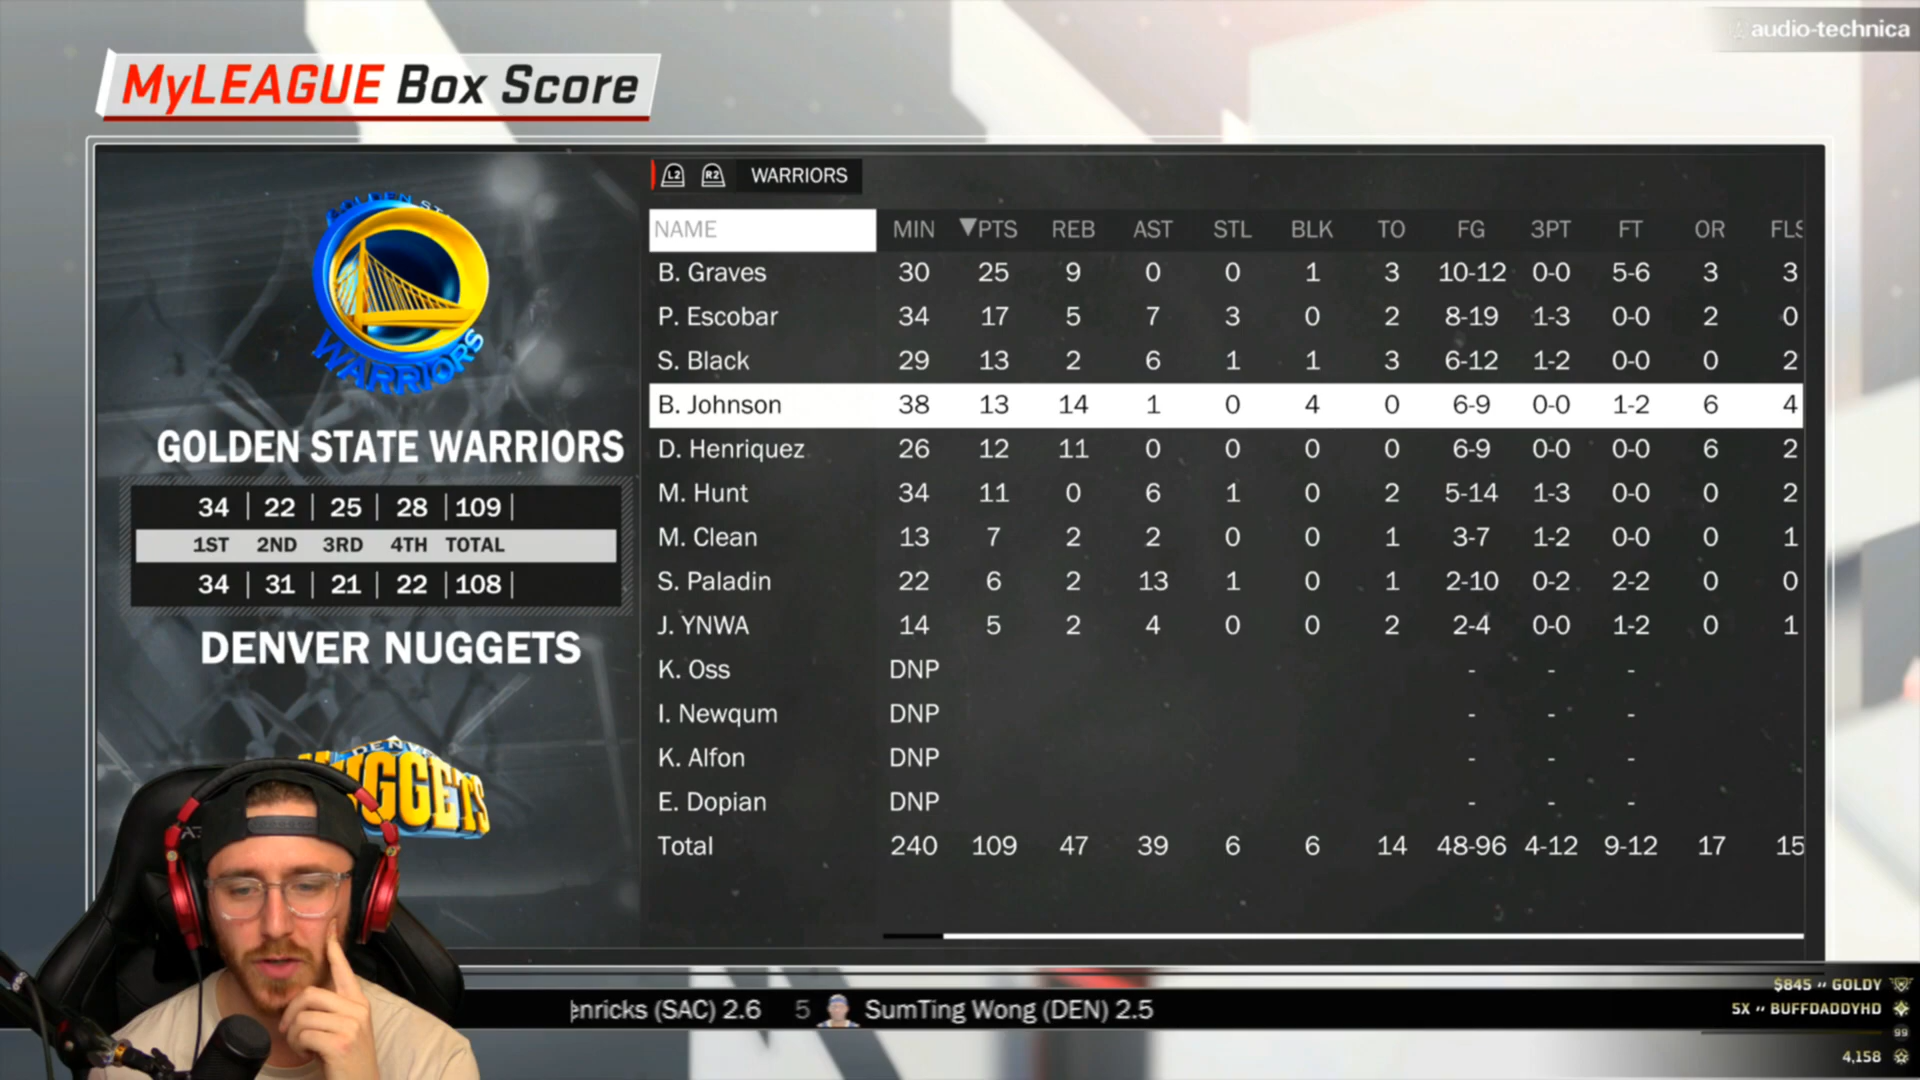 audio-technica
MyLEAGUE Box Score
L2 R2 WARRIORS
GOLDEN STATE WARRIORS
34 | 22 | 25 | 28 | 109 |
1ST 2ND 3RD 4TH TOTAL
34 | 31 | 21 | 22 | 108 |
DENVER NUGGETS
NAME MIN ▼PTS REB AST STL BLK TO FG 3PT FT OR FLS
B. Graves 30 25 9 0 0 1 3 10-12 0-0 5-6 3 3
P. Escobar 34 17 5 7 3 0 2 8-19 1-3 0-0 2 0
S. Black 29 13 2 6 1 1 3 6-12 1-2 0-0 0 2
B. Johnson 38 13 14 1 0 4 0 6-9 0-0 1-2 6 4
D. Henriquez 26 12 11 0 0 0 0 6-9 0-0 0-0 6 2
M. Hunt 34 11 0 6 1 0 2 5-14 1-3 0-0 0 2
M. Clean 13 7 2 2 0 0 1 3-7 1-2 0-0 0 1
S. Paladin 22 6 2 13 1 0 1 2-10 0-2 2-2 0 0
J. YNWA 14 5 2 4 0 0 2 2-4 0-0 1-2 0 1
K. Oss DNP - - -
I. Newqum DNP - - -
K. Alfon DNP - - -
E. Dopian DNP - - -
Total 240 109 47 39 6 6 14 48-96 4-12 9-12 17 15
GOLDEN ST
WARRIORS
NUGGETS
enricks (SAC) 2.6 5 SumTing Wong (DEN) 2.5
$845 GOLDY
5X BUFFDADDYHD
99
4,158